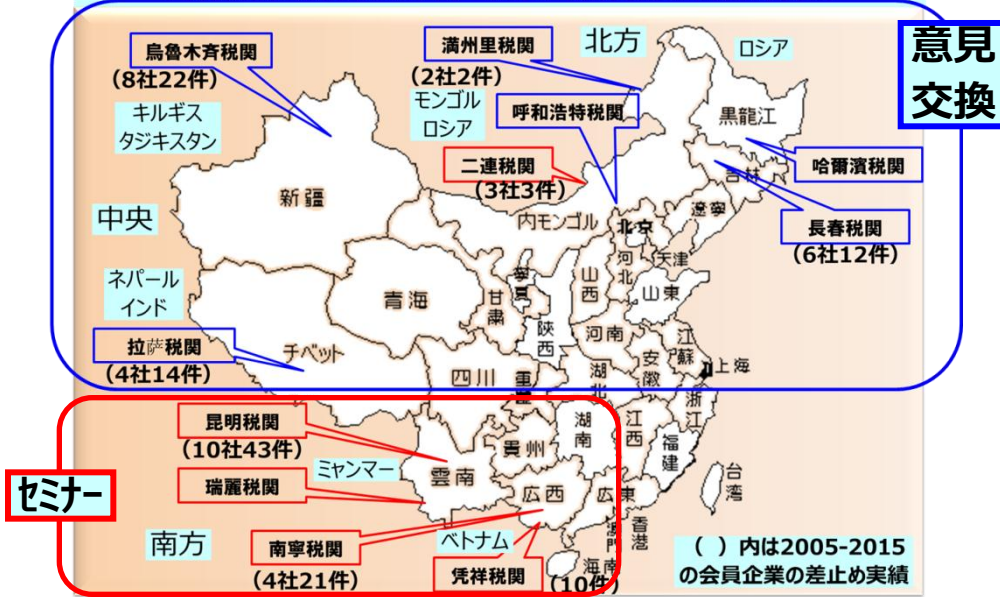 意見
交換
烏魯木斉税関
(8社22件)
キルギス
タジキスタン
満州里税関
(2社2件)
モンゴル
ロシア
北方
ロシア
呼和浩特税関
黒龍江
二連税関
(3社3件)
哈爾濱税関
吉林
新疆
遼寧
長春税関
(6社12件)
中央
内モンゴル
北京
天津
河北
山西
山東
ネパール
インド
青海
甘粛
寧夏
陝西
河南
江蘇
安徽
上海
拉萨税関
(4社14件)
チベット
四川
重慶
湖北
浙江
昆明税関
(10社43件)
貴州
湖南
江西
福建
ミャンマー
雲南
台湾
セミナー
瑞麗税関
広西
広東
香港
澳門
南方
南寧税関
(4社21件)
ベトナム
凭祥税関
(10件)
海南
( )内は2005-2015
の会員企業の差止め実績